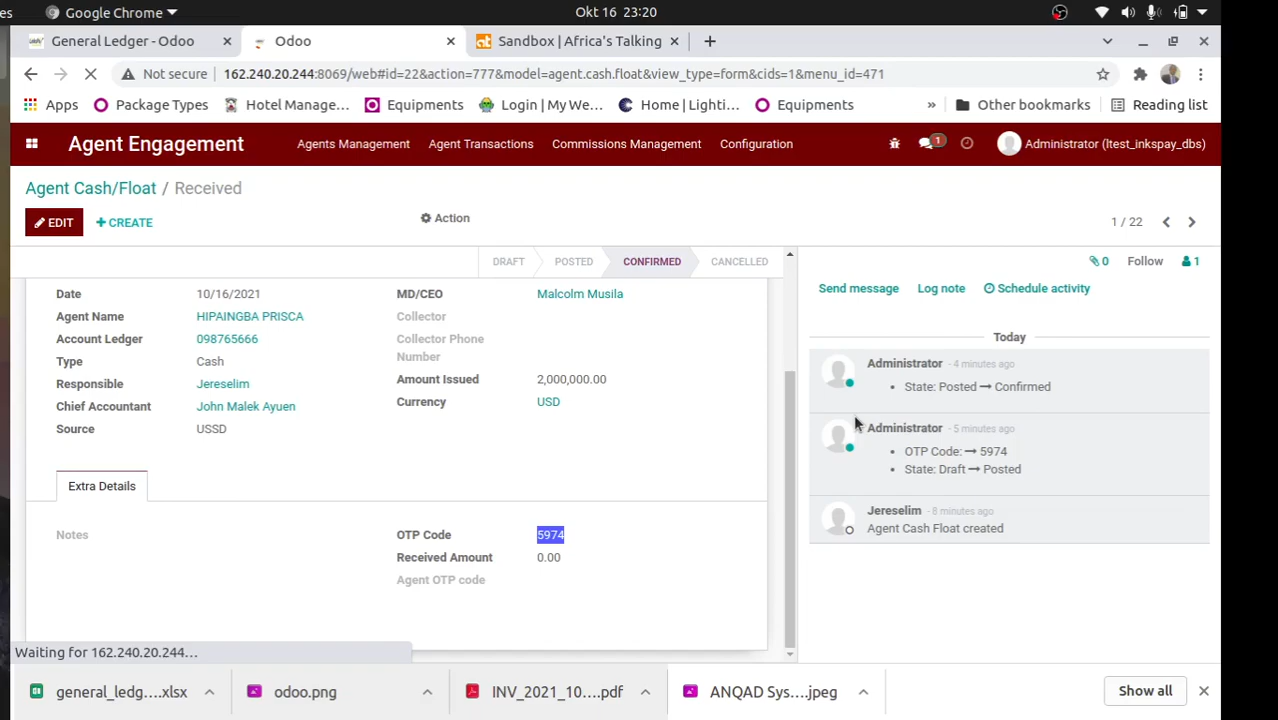 es
Google Chrome
Okt 16 23:20
General Ledger - Odoo
Odoo
Sandbox | Africa's Talking
Not secure
162.240.20.244:8069/web#id=22&action=777&model=agent.cash.float&view_type=form&cids=1&menu_id=471
Apps
Package Types
Hotel Manage...
Equipments
Login | My We...
Home | Lighti...
Equipments
»
Other bookmarks
Reading list
Agent Engagement
Agents Management
Agent Transactions
Commissions Management
Configuration
1
Administrator (ltest_inkspay_dbs)
Agent Cash/Float / Received
EDIT
+ CREATE
Action
1 / 22
DRAFT
POSTED
CONFIRMED
CANCELLED
0
Follow
1
Date 10/16/2021
MD/CEO Malcolm Musila
Agent Name HIPAINGBA PRISCA
Collector
Account Ledger 098765666
Collector Phone
Number
Type Cash
Amount Issued 2,000,000.00
Responsible Jereselim
Currency USD
Chief Accountant John Malek Ayuen
Source USSD
Extra Details
Notes
OTP Code 5974
Received Amount 0.00
Agent OTP code
Send message
Log note
Schedule activity
Today
Administrator - 4 minutes ago
• State: Posted → Confirmed
Administrator - 5 minutes ago
• OTP Code: → 5974
• State: Draft → Posted
Jereselim - 8 minutes ago
Agent Cash Float created
Waiting for 162.240.20.244...
general_ledg....xlsx
odoo.png
INV_2021_10....pdf
ANQAD Sys....jpeg
Show all